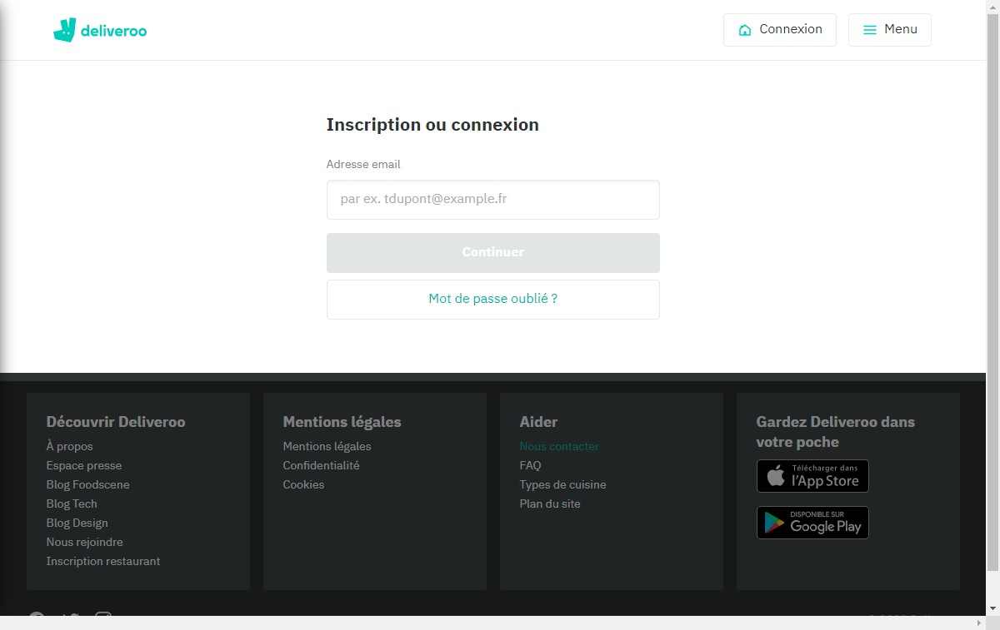 deliveroo
Connexion
Menu
Inscription ou connexion
Adresse email
par ex. tdupont@example.fr
Continuer
Mot de passe oublié ?
Découvrir Deliveroo
À propos
Espace presse
Blog Foodscene
Blog Tech
Blog Design
Nous rejoindre
Inscription restaurant
Mentions légales
Mentions légales
Confidentialité
Cookies
Aider
Nous contacter
FAQ
Types de cuisine
Plan du site
Gardez Deliveroo dans
votre poche
Télécharger dans
l'App Store
DISPONIBLE SUR
Google Play